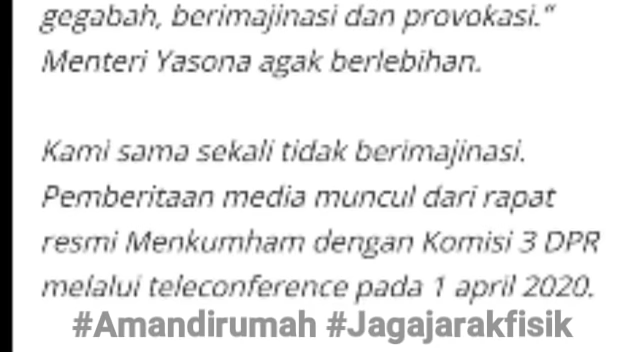 gegabah, berimajinasi dan provokasi."
Menteri Yasona agak berlebihan.
Kami sama sekali tidak berimajinasi.
Pemberitaan media muncul dari rapat
resmi Menkumham dengan Komisi 3 DPR
melalui teleconference pada 1 april 2020.
#Amandirumah #Jagajarakfisik